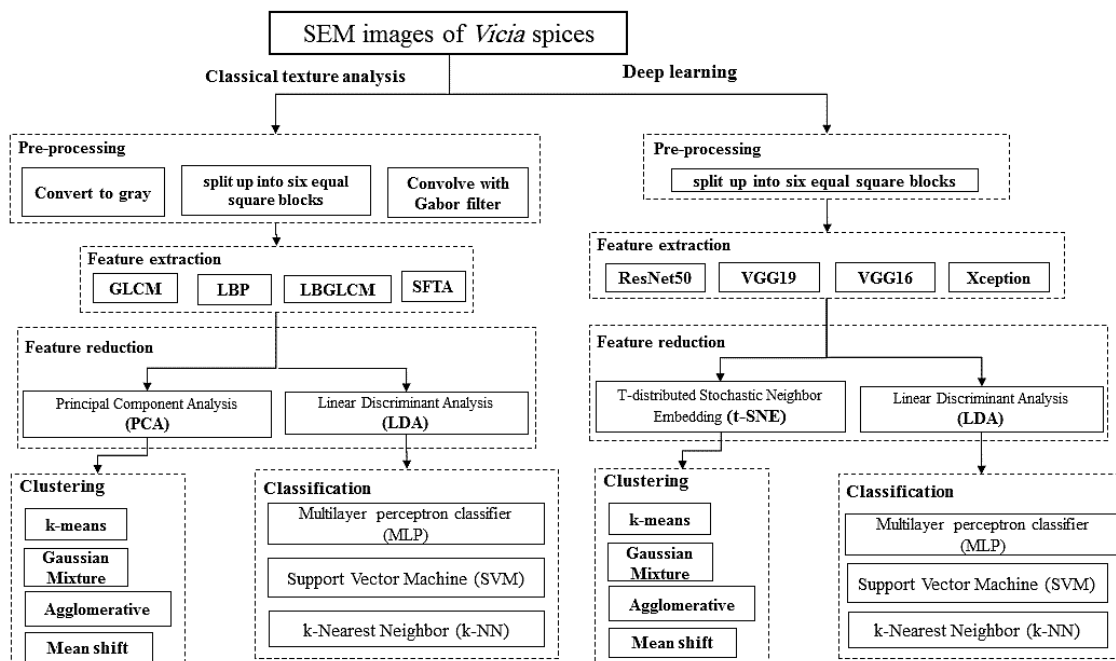 SEM images of Vicia spices
Classical texture analysis
Deep learning
Pre-processing
Convert to gray
split up into six equal
square blocks
Convolve with
Gabor filter
Feature extraction
GLCM
LBP
LBGLCM
SFTA
Feature reduction
Principal Component Analysis
(PCA)
Linear Discriminant Analysis
(LDA)
Clustering
k-means
Gaussian
Mixture
Agglomerative
Mean shift
Classification
Multilayer perceptron classifier
(MLP)
Support Vector Machine (SVM)
k-Nearest Neighbor (k-NN)
Pre-processing
split up into six equal square blocks
Feature extraction
ResNet50
VGG19
VGG16
Xception
Feature reduction
T-distributed Stochastic Neighbor
Embedding (t-SNE)
Linear Discriminant Analysis
(LDA)
Clustering
k-means
Gaussian
Mixture
Agglomerative
Mean shift
Classification
Multilayer perceptron classifier
(MLP)
Support Vector Machine (SVM)
k-Nearest Neighbor (k-NN)